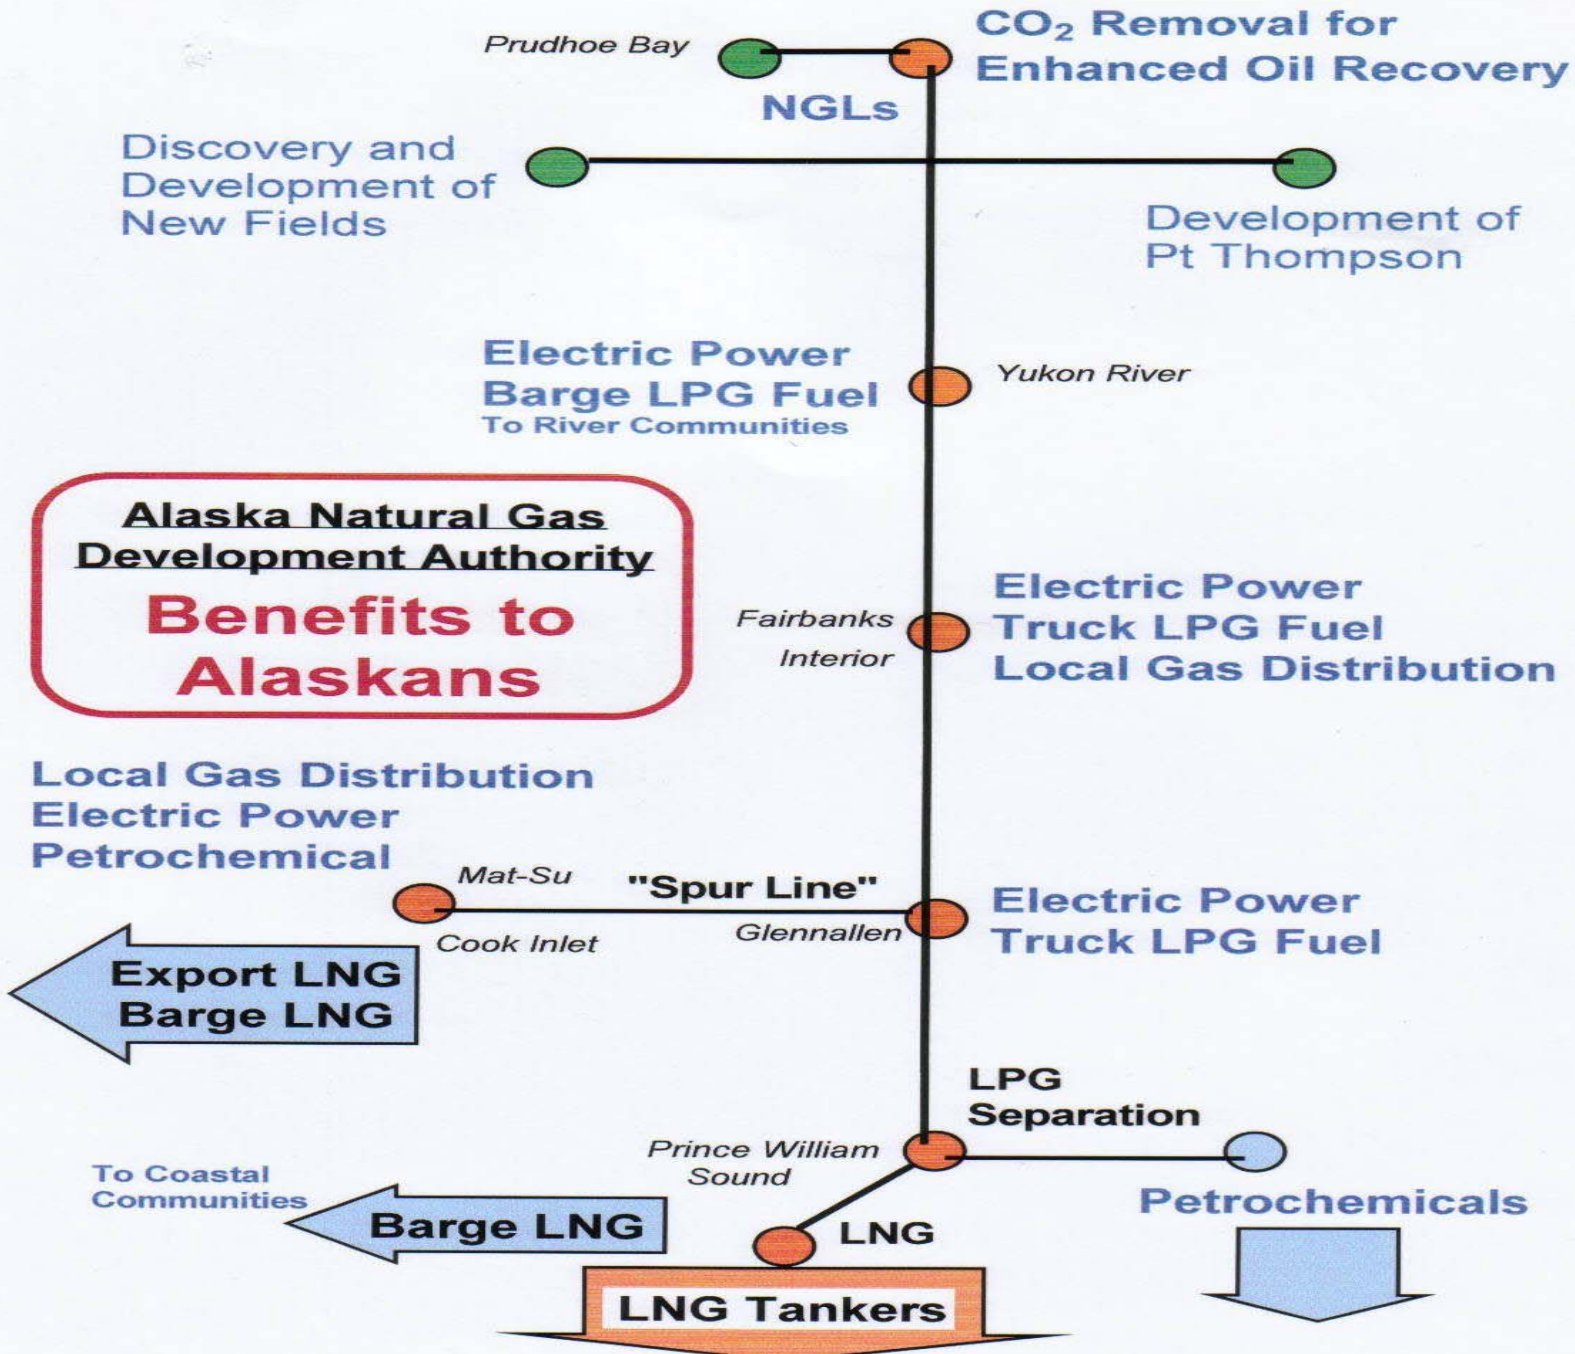 Prudhoe Bay
CO₂ Removal for
Enhanced Oil Recovery
NGLs
Discovery and
Development of
New Fields
Development of
Pt Thompson
Electric Power
Barge LPG Fuel
To River Communities
Yukon River
Alaska Natural Gas
Development Authority
Benefits to
Alaskans
Fairbanks
Interior
Electric Power
Truck LPG Fuel
Local Gas Distribution
Local Gas Distribution
Electric Power
Petrochemical
Mat-Su
"Spur Line"
Cook Inlet
Glennallen
Electric Power
Truck LPG Fuel
Export LNG
Barge LNG
LPG
Separation
Prince William
Sound
To Coastal
Communities
Barge LNG
LNG
Petrochemicals
LNG Tankers